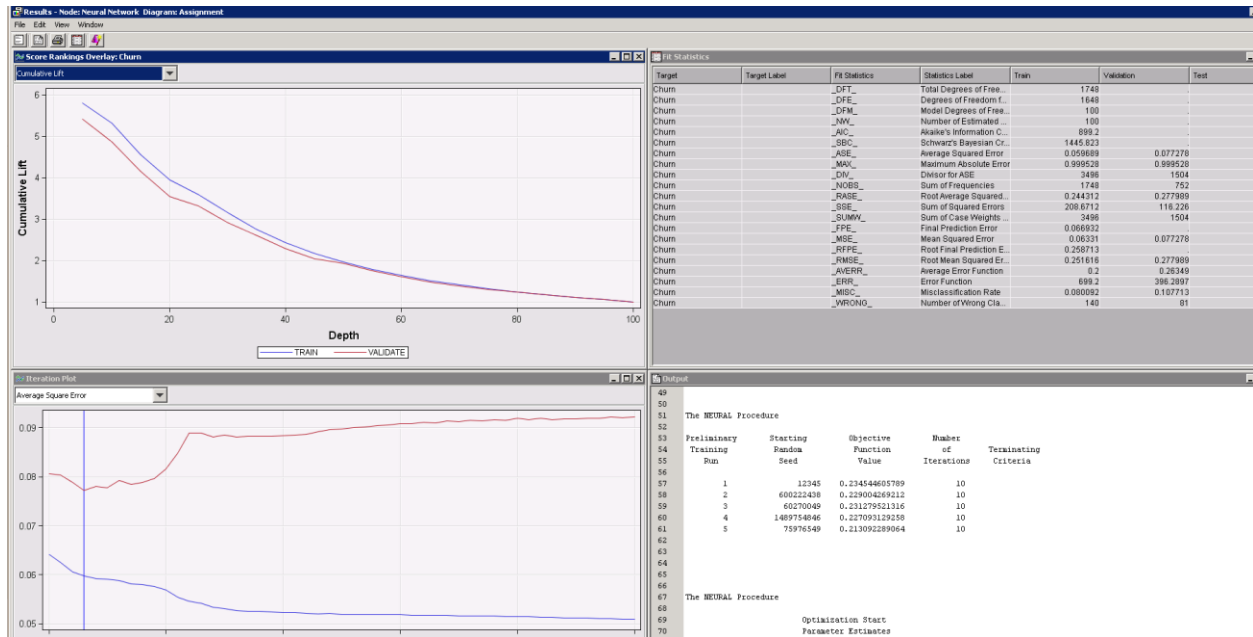 Results - Node: Neural Network Diagram: Assignment
File Edit View Window
Score Rankings Overlay: Churn
Cumulative Lift
6
5
4
3
2
1
Cumulative Lift
0 20 40 60 80 100
Depth
TRAIN VALIDATE
Fit Statistics
Target Target Label Fit Statistics Statistics Label Train Validation Test
Churn _DFT_ Total Degrees of Free... 1748 .
Churn _DFE_ Degrees of Freedom f... 1648 .
Churn _DFM_ Model Degrees of Free... 100 .
Churn _NW_ Number of Estimated ... 100 .
Churn _AIC_ Akaike's Information C... 899.2 .
Churn _SBC_ Schwarz's Bayesian Cr... 1445.823 .
Churn _ASE_ Average Squared Error 0.059689 0.077278
Churn _MAX_ Maximum Absolute Error 0.999528 0.999528
Churn _DIV_ Divisor for ASE 3496 1504
Churn _NOBS_ Sum of Frequencies 1748 752
Churn _RASE_ Root Average Squared... 0.244312 0.277989
Churn _SSE_ Sum of Squared Errors 208.6712 116.226
Churn _SUMW_ Sum of Case Weights ... 3496 1504
Churn _FPE_ Final Prediction Error 0.066932 .
Churn _MSE_ Mean Squared Error 0.06331 0.077278
Churn _RFPE_ Root Final Prediction E... 0.258713 .
Churn _RMSE_ Root Mean Squared Er... 0.251616 0.277989
Churn _AVERR_ Average Error Function 0.2 0.26349
Churn _ERR_ Error Function 699.2 396.2897
Churn _MISC_ Misclassification Rate 0.080092 0.107713
Churn _WRONG_ Number of Wrong Cla... 140 81
Iteration Plot
Average Square Error
0.09
0.08
0.07
0.06
0.05
Output
49
50
51 The NEURAL Procedure
52
53 Preliminary Starting Objective Number
54 Training Random Function of Terminating
55 Run Seed Value Iterations Criteria
56
57 1 12345 0.234544605789 10
58 2 600222438 0.229004269212 10
59 3 60270049 0.231279521316 10
60 4 1489754846 0.227093129258 10
61 5 75976549 0.213092289064 10
62
63
64
65
66
67 The NEURAL Procedure
68
69 Optimization Start
70 Parameter Estimates